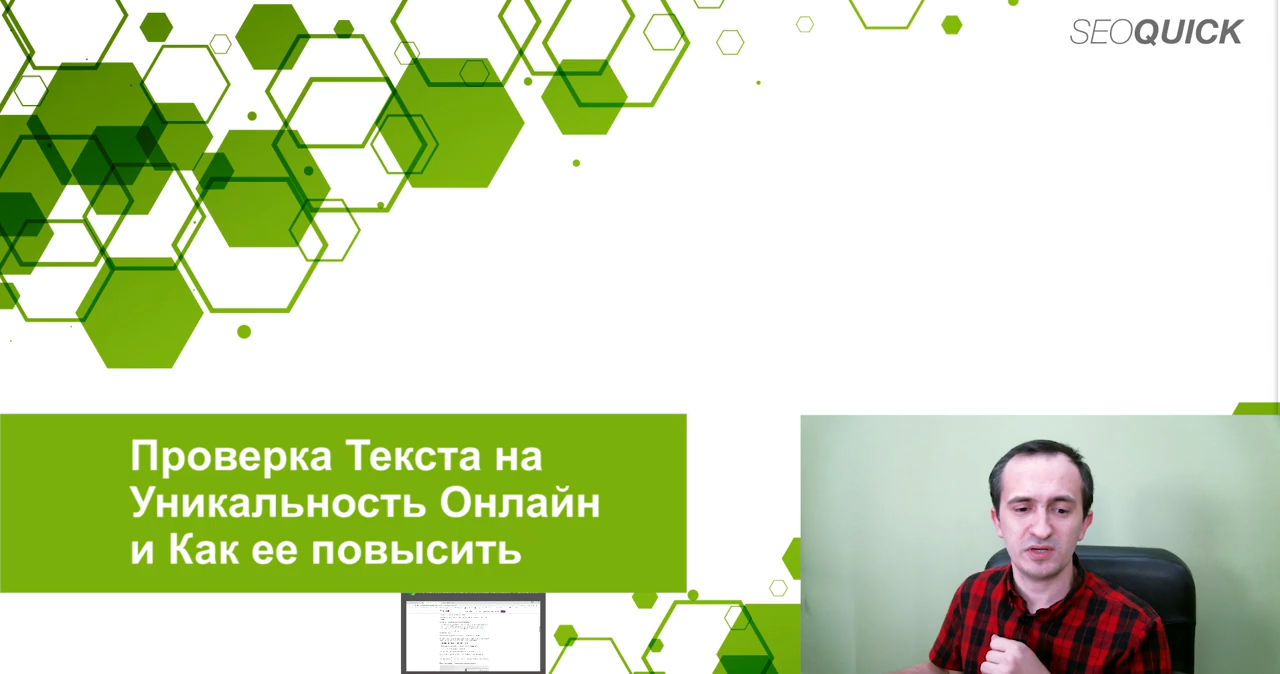 SEOQUICK
Проверка Текста на
Уникальность Онлайн
и Как ее повысить